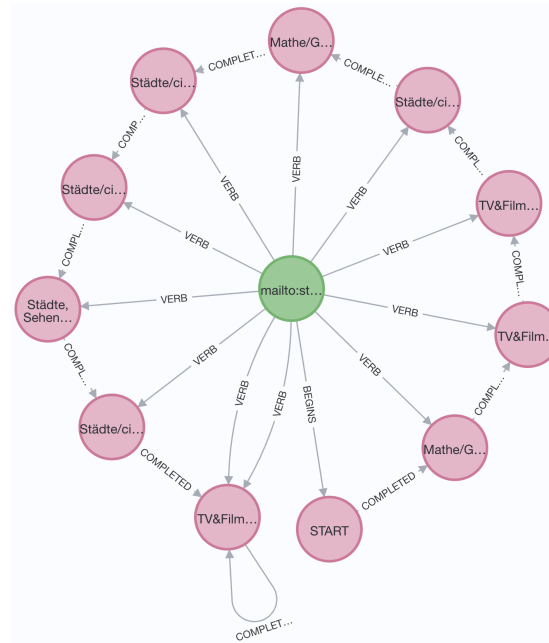 Mathe/G…
COMPLET…
COMPLE…
Städte/ci…
Städte/ci…
COMP…
VERB
COMPL…
VERB
VERB
Städte/ci…
VERB
TV&Film…
COMPL…
VERB
COMPL…
mailto:st…
Städte,
Sehen…
VERB
VERB
TV&Film…
COMPL…
VERB
VERB
COMPL…
VERB
VERB
BEGINS
Städte/ci…
Mathe/G…
COMPLETED
COMPLETED
TV&Film…
START
COMPLET…